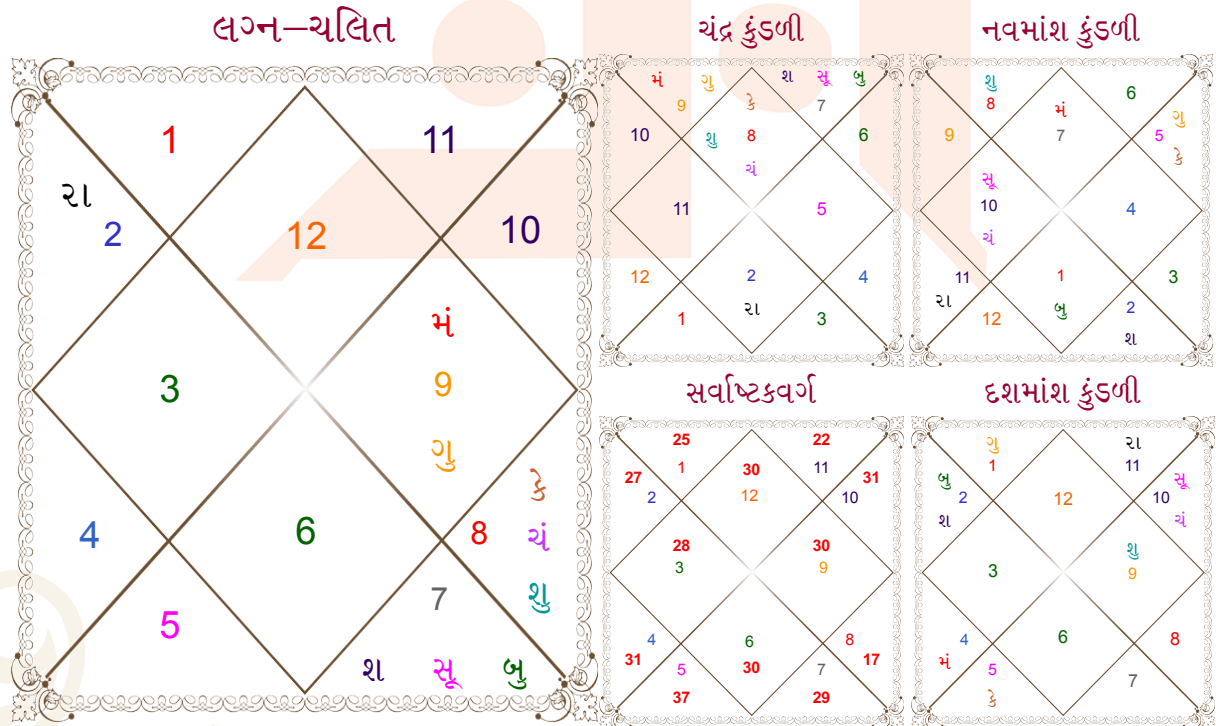 લગ્ન–ચલિત
1
11
રા
2
12
10
મં
3
9
ગુ
કે
4
6
8
ચં
શુ
7
5
શ સૂ બુ
ચંદ્ર કુંડળી
મં ગુ શ સૂ બુ
9 કે 7
10 શુ 8 6
ચં
11 5
12 2 4
1 રા 3
નવમાંશ કુંડળી
શુ 6
8 મં ગુ
9 7 5
કે
સૂ
10 4
ચં
11 1 3
રા બુ 2
12
શ
સર્વાષ્ટકવર્ગ
25 22
1 30 11
27 31
2 12 10
28 30
3 9
4 6 8
31 5 30 7 17
37 29
દશમાંશ કુંડળી
ગુ રા
1 11
બુ સૂ
2 12 10
શ ચં
શુ
3 9
4 6 8
મં 5 7
કે